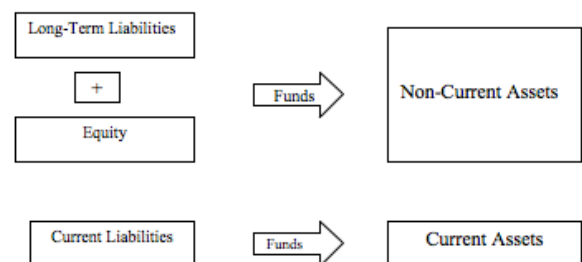 Long-Term Liabilities
+
Equity
Funds
Non-Current Assets
Current Liabilities
Funds
Current Assets